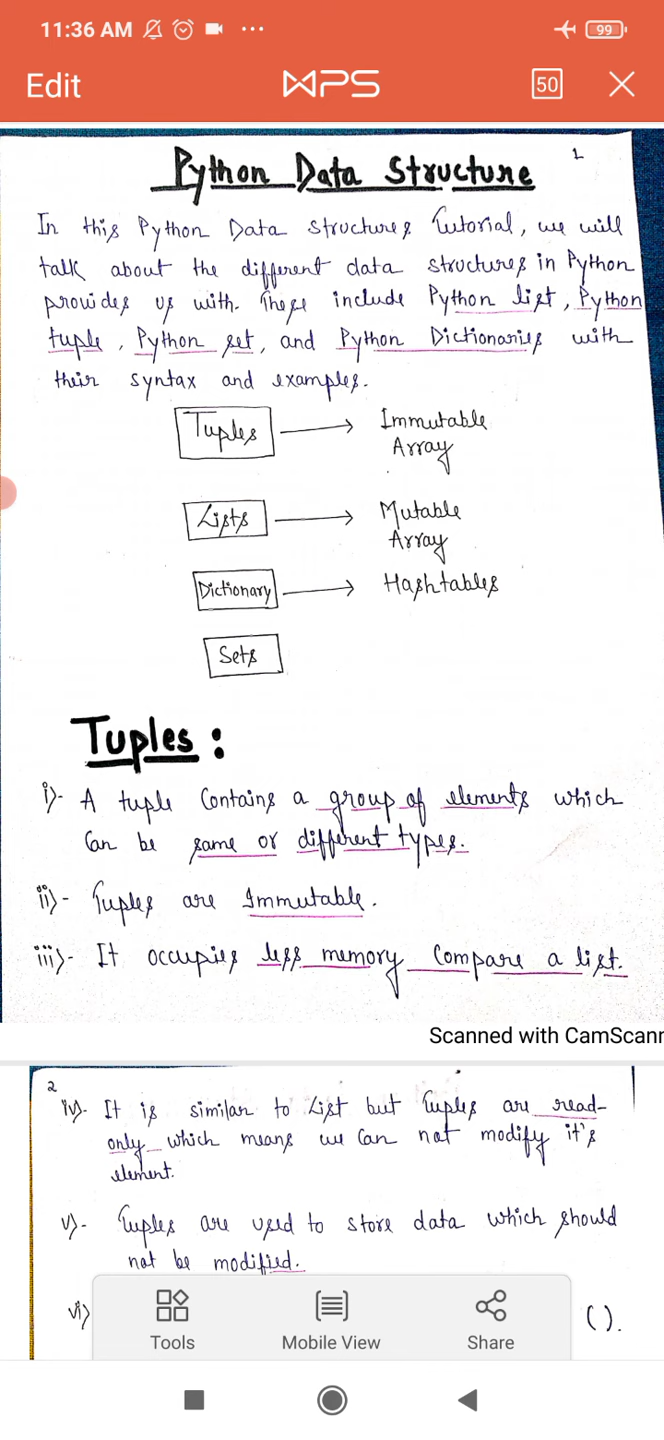 11:36 AM ... 99
Edit WPS 50
1
Python Data Structure
In this Python Data Structures Tutorial, we will
talk about the different data structures in Python
provides us with. These include Python list, Python
tuple, Python set, and Python Dictionaries with
their syntax and examples.
Tuples → Immutable
Array
Lists → Mutable
Array
Dictionary → Hashtables
Sets
Tuples :
i)- A tuple Contains a group of elements which
Can be same or different types.
ii)- Tuples are Immutable.
iii)- It occupies less memory Compare a list.
Scanned with CamScann
2
iv)- It is similar to List but Tuples are read-
only which means we Can not modify it's
element.
v)- Tuples are used to store data which should
not be modified.
vi) ().
Tools Mobile View Share